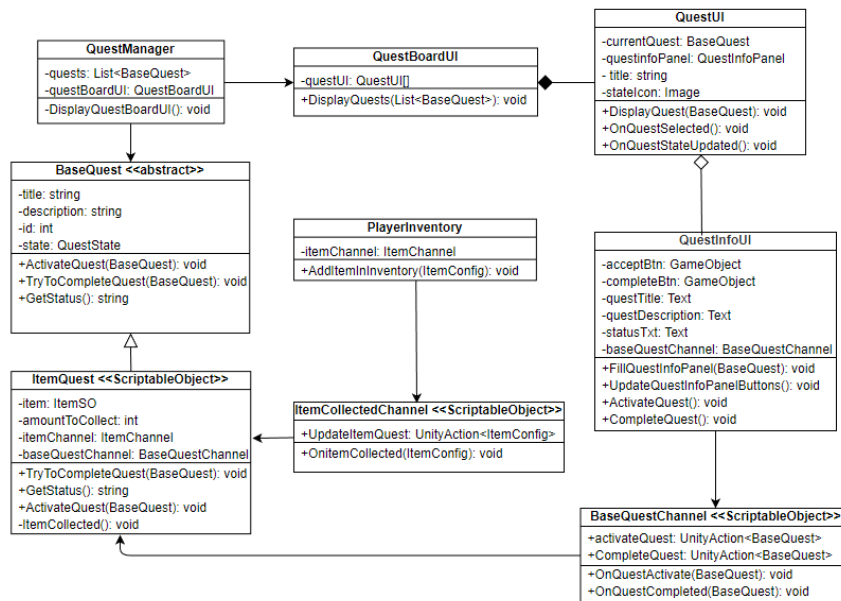 QuestManager
-quests: List<BaseQuest>
-questBoardUI: QuestBoardUI
-DisplayQuestBoardUI(): void
QuestBoardUI
-questUI: QuestUI[]
+DisplayQuests(List<BaseQuest>): void
QuestUI
-currentQuest: BaseQuest
-questinfoPanel: QuestInfoPanel
- title: string
-stateIcon: Image
+DisplayQuest(BaseQuest): void
+OnQuestSelected(): void
+OnQuestStateUpdated(): void
BaseQuest <<abstract>>
-title: string
-description: string
-id: int
-state: QuestState
+ActivateQuest(BaseQuest): void
+TryToCompleteQuest(BaseQuest): void
+GetStatus(): string
PlayerInventory
-itemChannel: ItemChannel
+AddItemInInventory(ItemConfig): void
QuestInfoUI
-acceptBtn: GameObject
-completeBtn: GameObject
-questTitle: Text
-questDescription: Text
-statusTxt: Text
-baseQuestChannel: BaseQuestChannel
+FillQuestInfoPanel(BaseQuest): void
+UpdateQuestInfoPanelButtons(): void
+ActivateQuest(): void
+CompleteQuest(): void
ItemQuest <<ScriptableObject>>
-item: ItemSO
-amountToCollect: int
-itemChannel: ItemChannel
-baseQuestChannel: BaseQuestChannel
+TryToCompleteQuest(BaseQuest): void
+GetStatus(): string
+ActivateQuest(BaseQuest): void
-ItemCollected(): void
ItemCollectedChannel <<ScriptableObject>>
+UpdateItemQuest: UnityAction<ItemConfig>
+OnitemCollected(ItemConfig): void
BaseQuestChannel <<ScriptableObject>>
+activateQuest: UnityAction<BaseQuest>
+CompleteQuest: UnityAction<BaseQuest>
+OnQuestActivate(BaseQuest): void
+OnQuestCompleted(BaseQuest): void